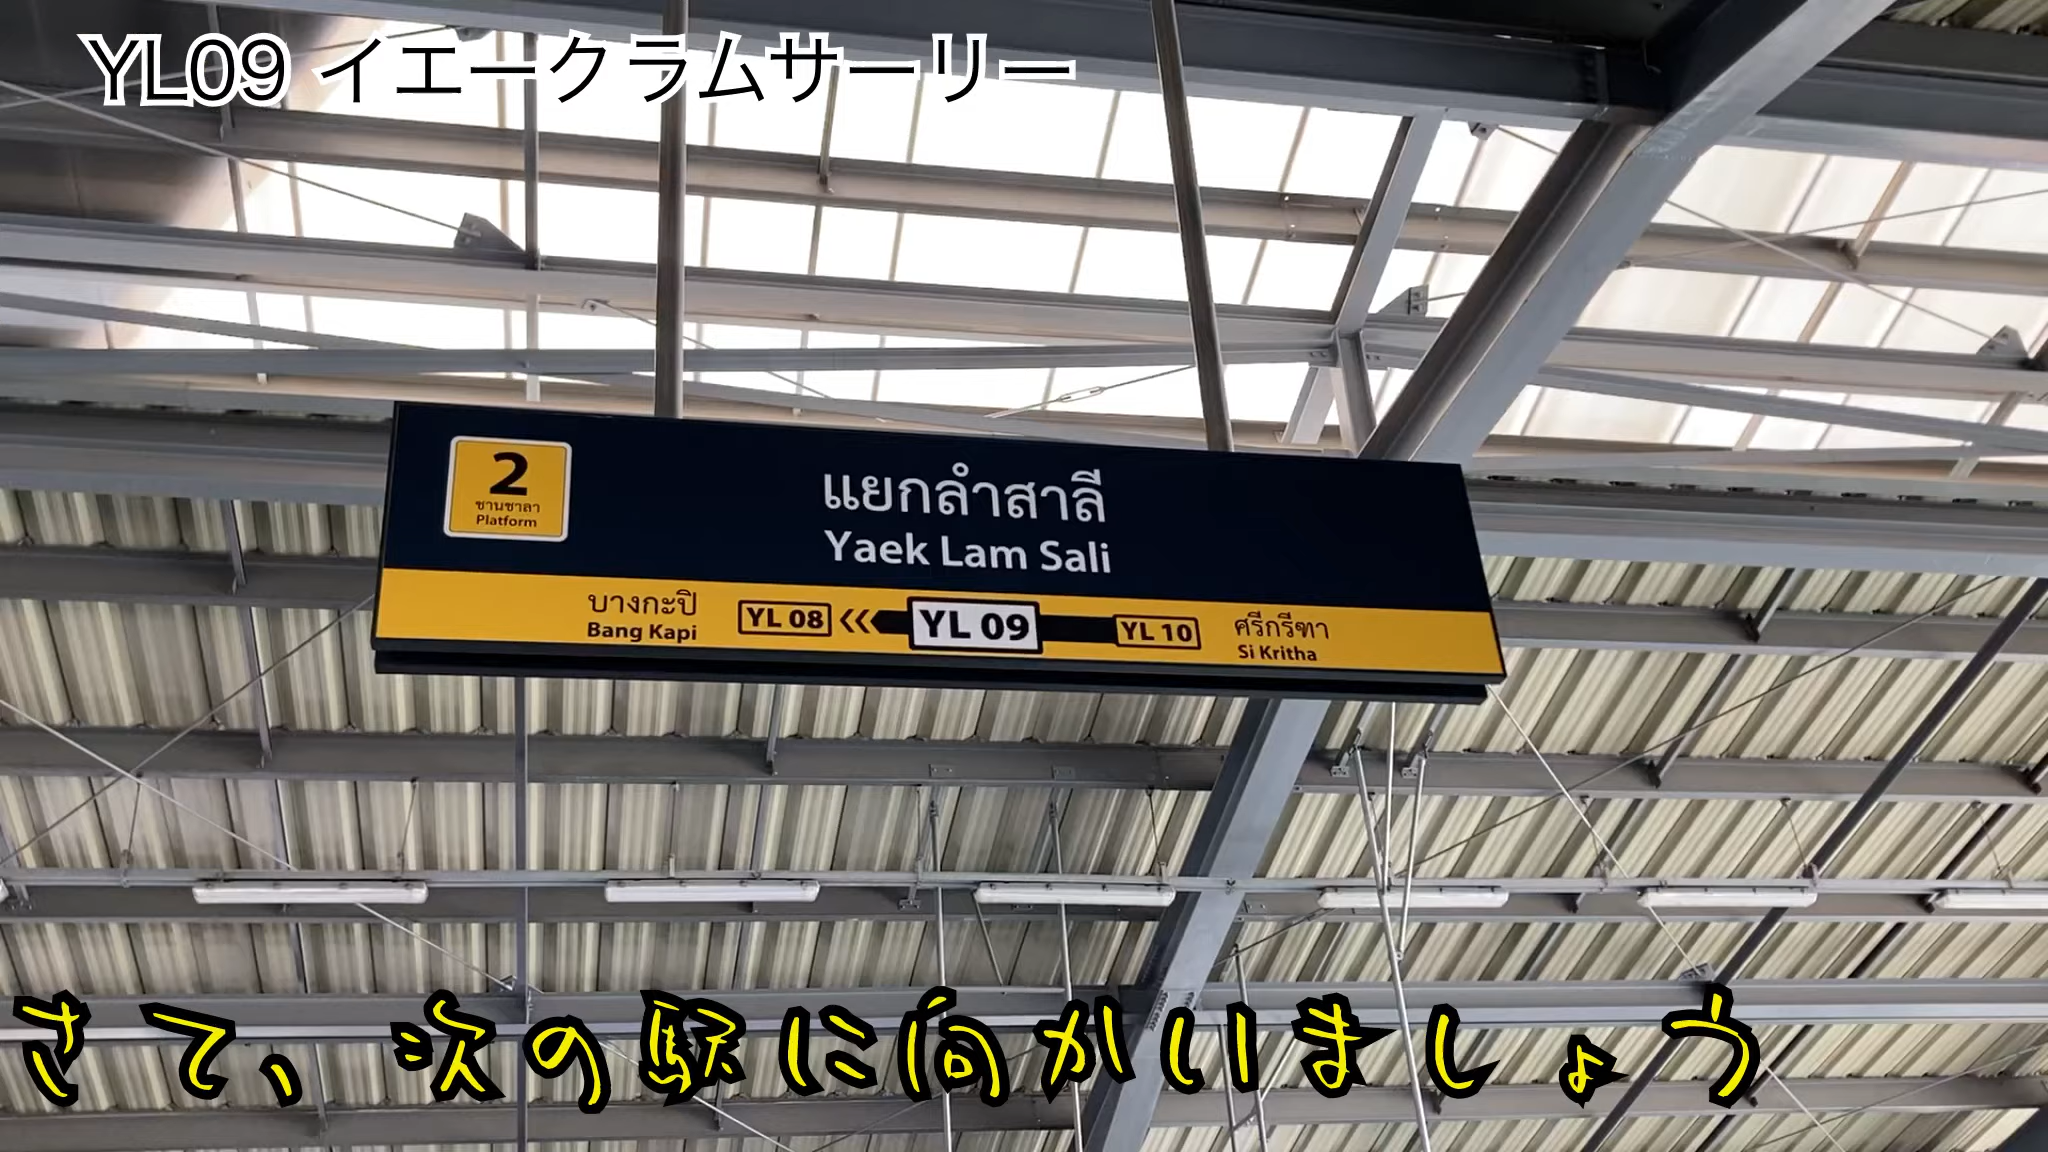 YL09 イエークラムサーリー
2
ชานชาลา
Platform
แยกลำสาลี
Yaek Lam Sali
บางกะปิ
Bang Kapi
YL 08
YL 09
YL 10
ศรีกรีฑา
Si Kritha
さて、次の駅に向かいましょう